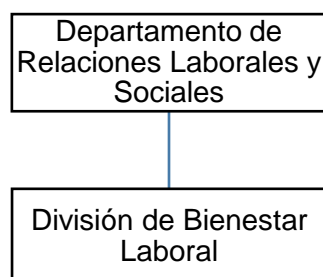 Departamento de
Relaciones Laborales y
Sociales
División de Bienestar
Laboral